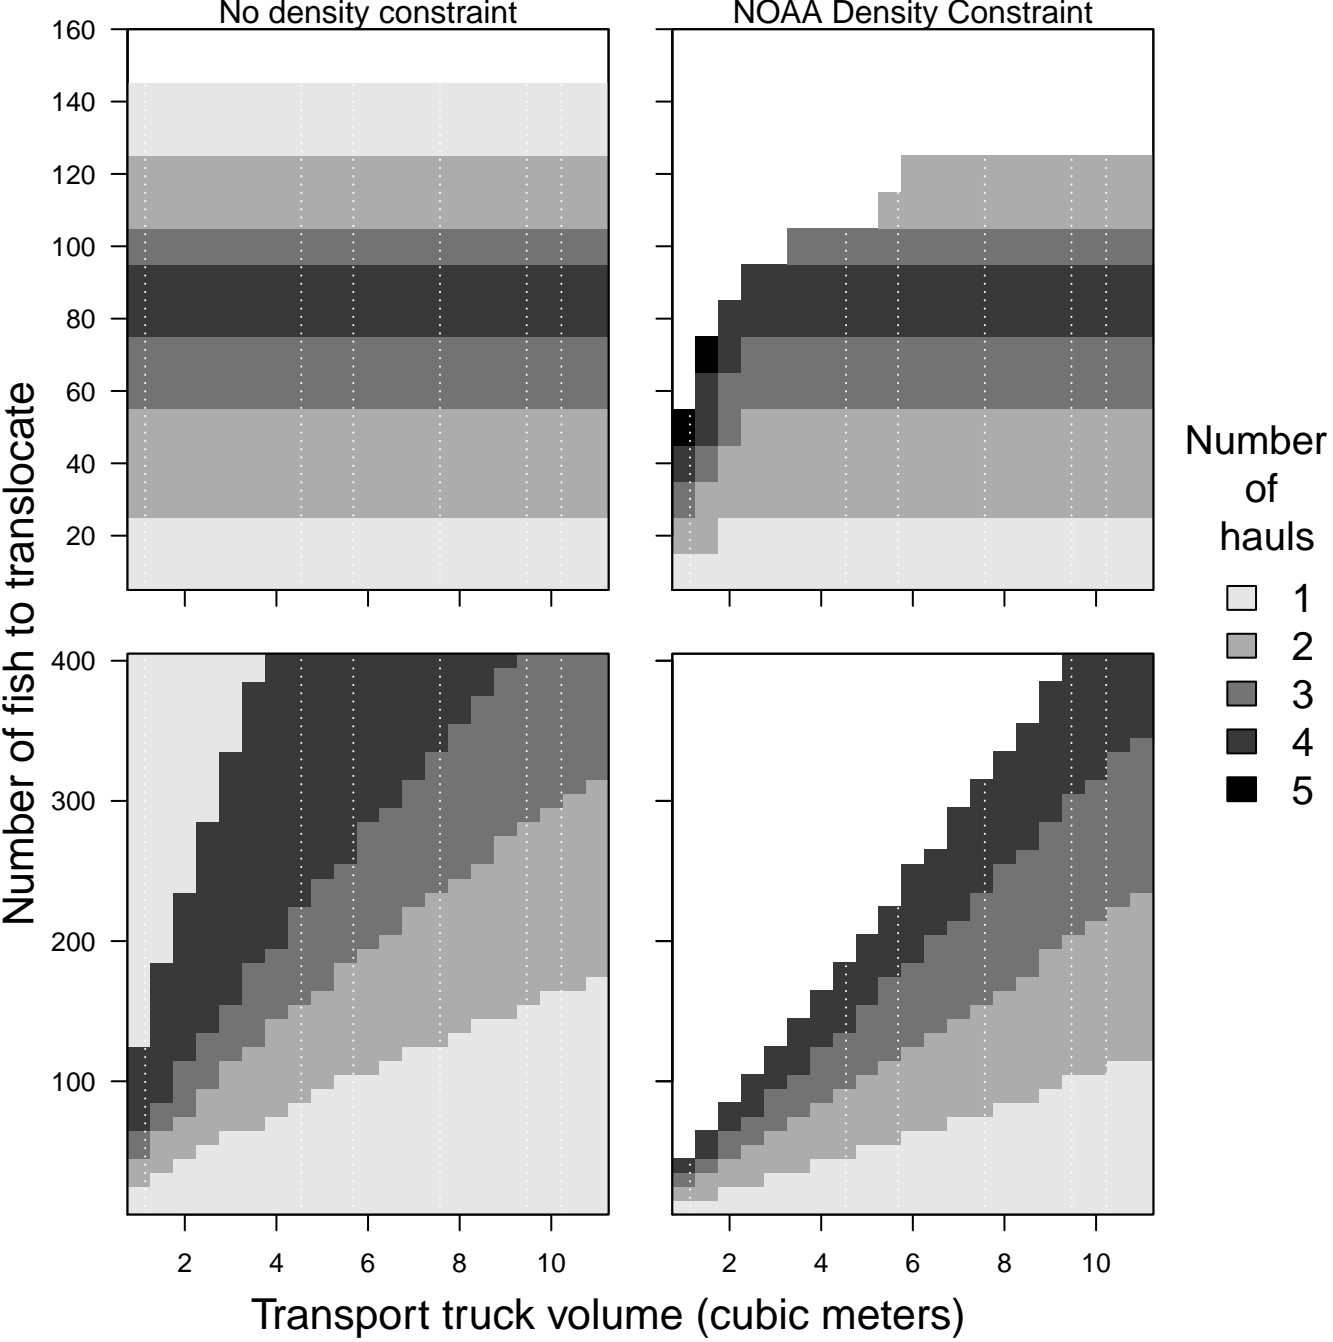 No density constraint
NOAA Density Constraint
160
140
120
100
80
60
40
20
400
300
200
100
Number of fish to translocate
2 4 6 8 10
2 4 6 8 10
Transport truck volume (cubic meters)
Number
of
hauls
1
2
3
4
5